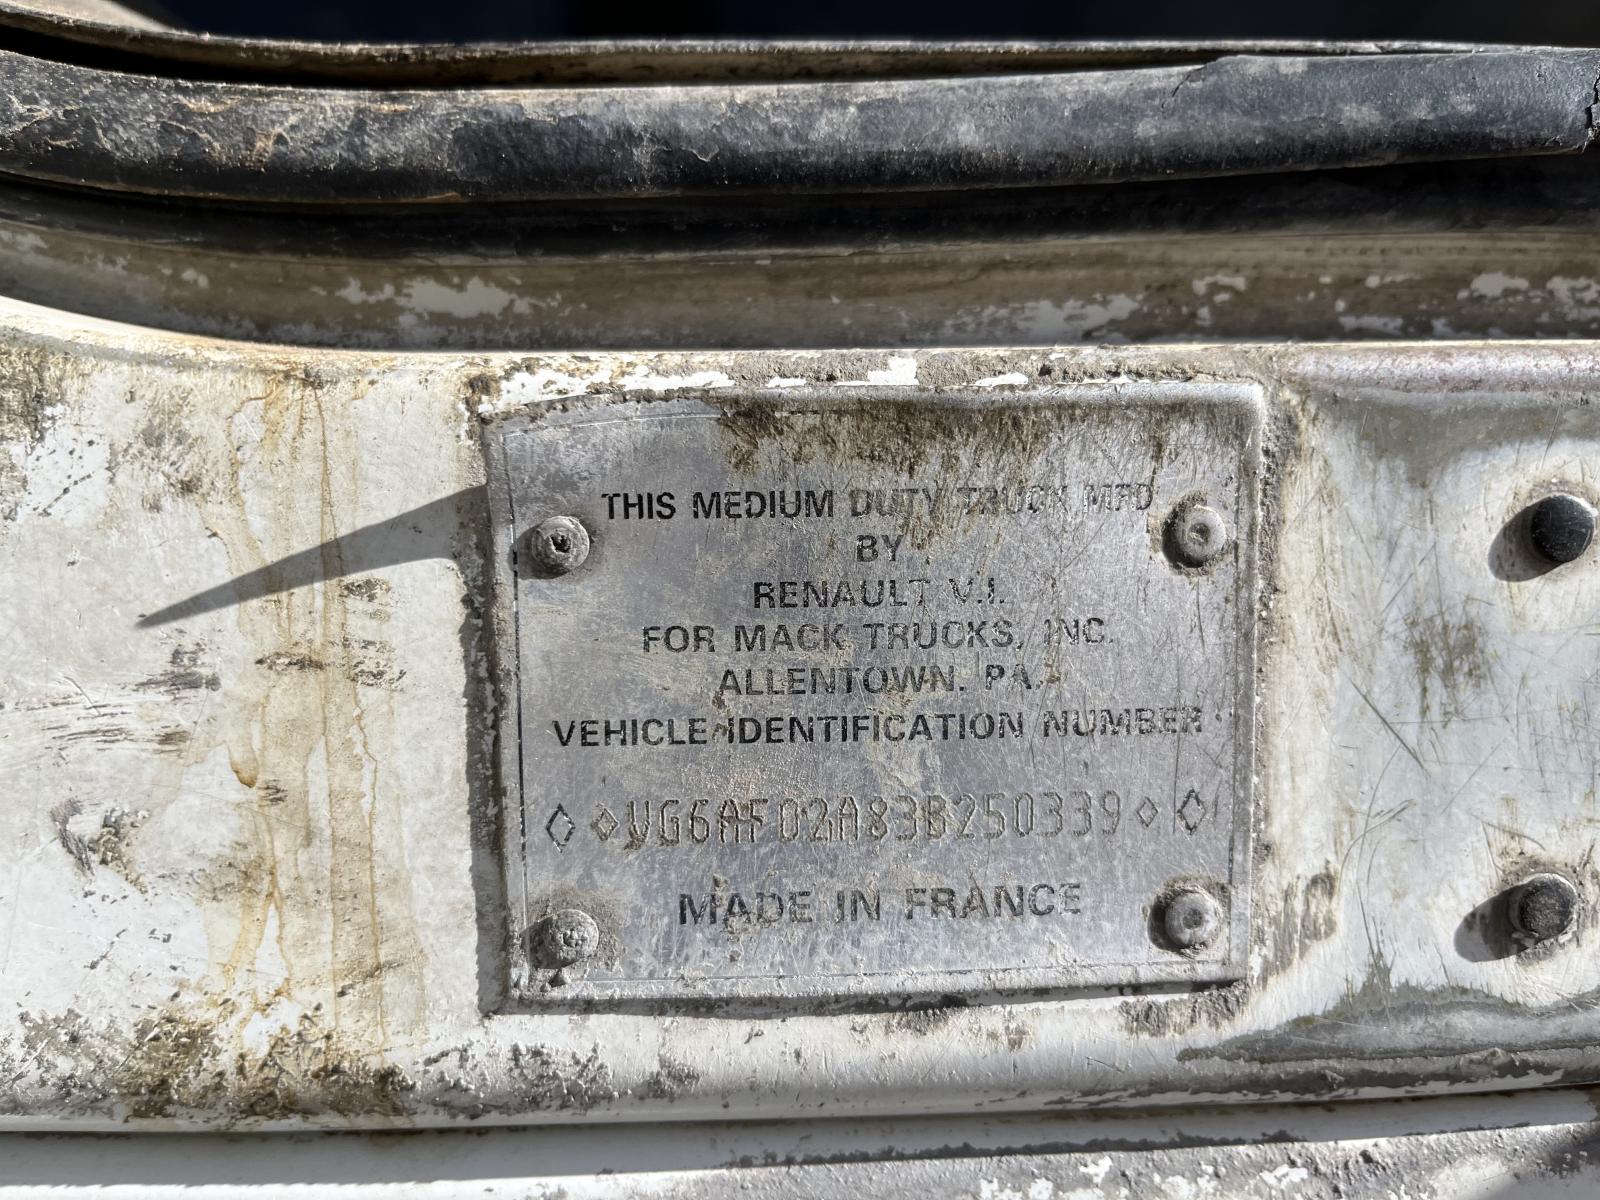 THIS MEDIUM DUTY TRUCK MFD
BY
RENAULT V.I.
FOR MACK TRUCKS, INC.
ALLENTOWN, PA.
VEHICLE IDENTIFICATION NUMBER
VG6AF02A83B250339
MADE IN FRANCE